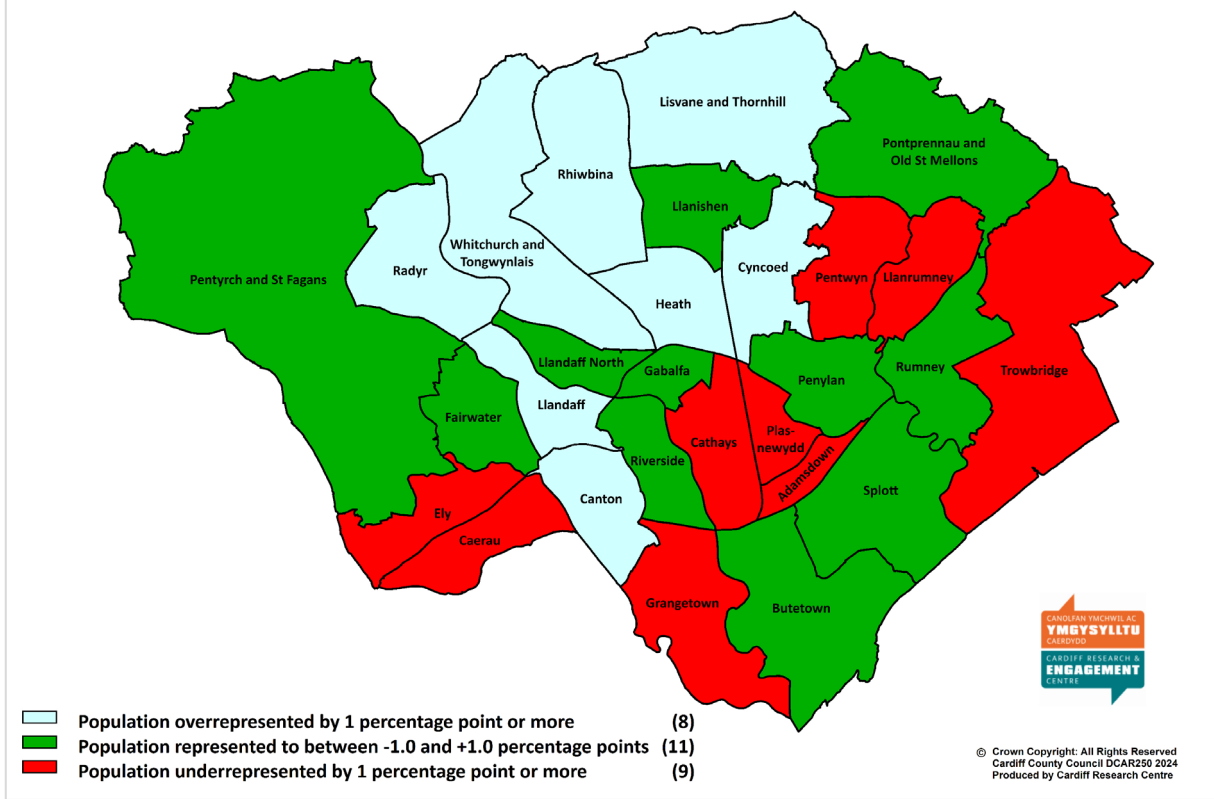 Lisvane and Thornhill
Pontprennau and
Old St Mellons
Rhiwbina
Llanishen
Whitchurch and
Tongwynlais
Radyr
Cyncoed
Pentwyn
Llanrumney
Pentyrch and St Fagans
Heath
Llandaff North
Gabalfa
Rumney
Trowbridge
Penylan
Llandaff
Fairwater
Plas-
newydd
Cathays
Riverside
Adamsdown
Splott
Canton
Ely
Caerau
Grangetown
Butetown
CANOLFAN YMCHWIL AC
YMGYSYLLTU
CAERDYDD
CARDIFF RESEARCH &
ENGAGEMENT
CENTRE
Population overrepresented by 1 percentage point or more (8)
Population represented to between -1.0 and +1.0 percentage points (11)
Population underrepresented by 1 percentage point or more (9)
© Crown Copyright: All Rights Reserved
Cardiff County Council DCAR250 2024
Produced by Cardiff Research Centre